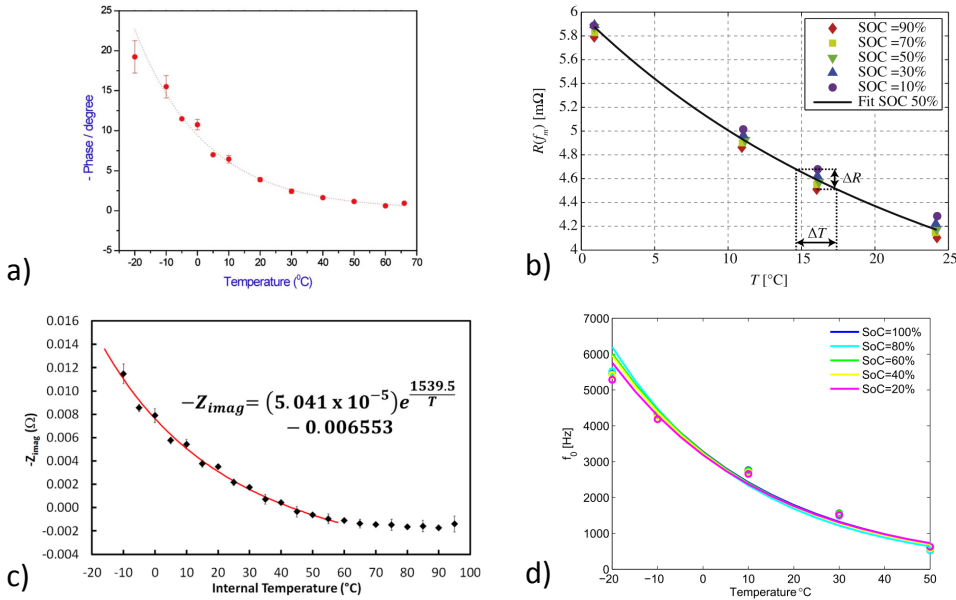 a)
- Phase / degree
25
20
15
10
5
0
5
-20 -10 0 10 20 30 40 50 60 70
Temperature (⁰C)
b)
R(fₘ) [mΩ]
6
5.8
5.6
5.4
5.2
5
4.8
4.6
4.4
4.2
4
SOC =90%
SOC =70%
SOC =50%
SOC =30%
SOC =10%
Fit SOC 50%
ΔR
ΔT
0 5 10 15 20 25
T [°C]
c)
-Z_imag (Ω)
0.016
0.014
0.012
0.010
0.008
0.006
0.004
0.002
0.000
-0.002
-0.004
−Z_imag= (5.041 x 10⁻⁵)e^(1539.5/T)
− 0.006553
-20 -10 0 10 20 30 40 50 60 70 80 90 100
Internal Temperature (°C)
d)
f₀ [Hz]
7000
6000
5000
4000
3000
2000
1000
0
SoC=100%
SoC=80%
SoC=60%
SoC=40%
SoC=20%
−20 −10 0 10 20 30 40 50
Temperature °C